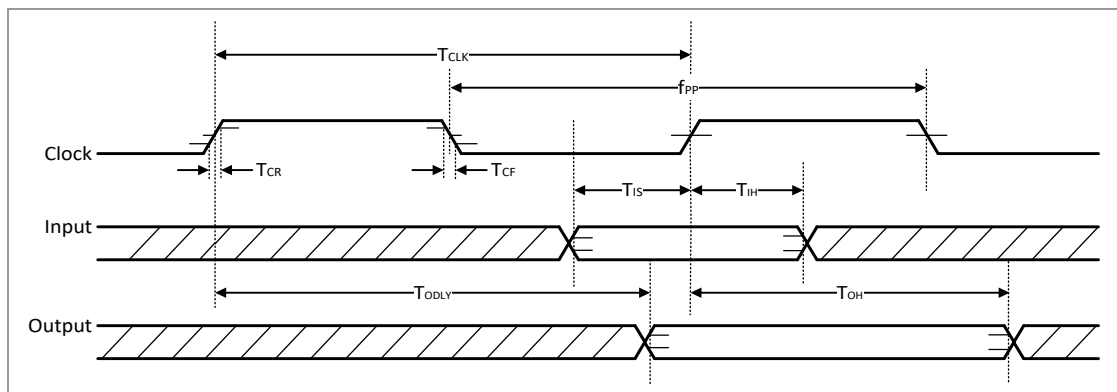 TCLK
fPP
Clock
TCR
TCF
TIS
TIH
Input
TODLY
TOH
Output